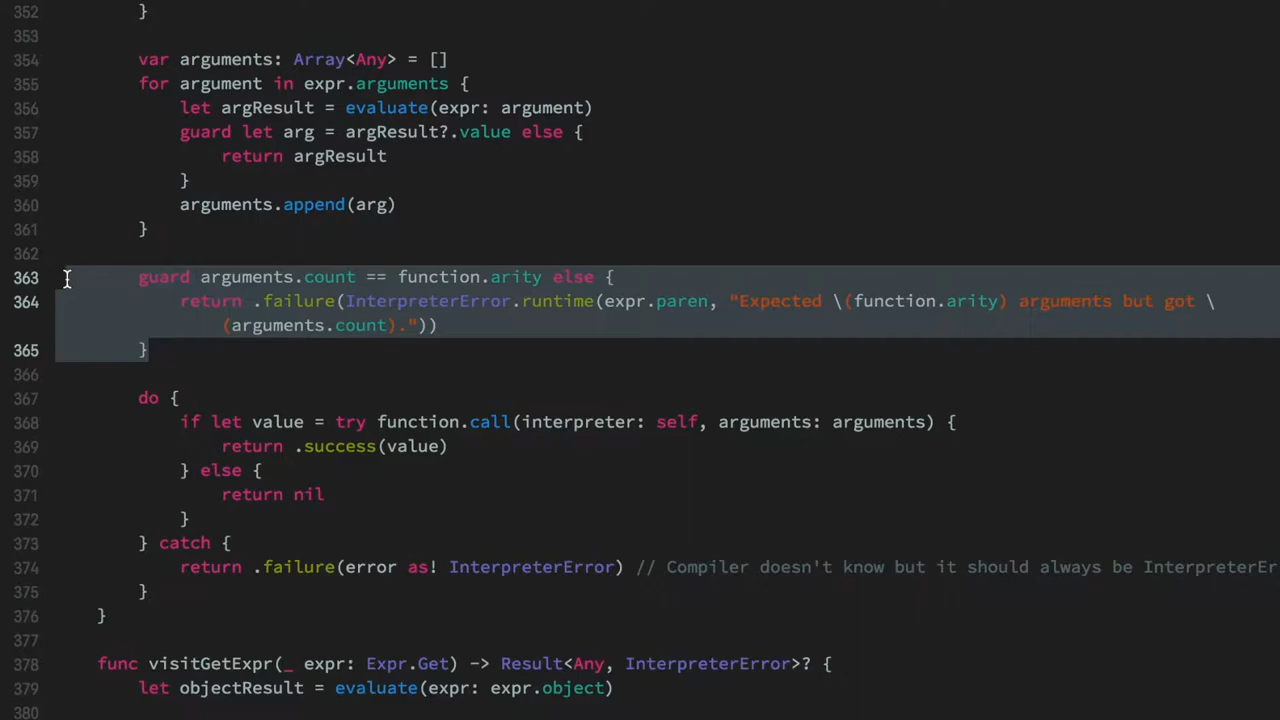 352         }
353
354         var arguments: Array<Any> = []
355         for argument in expr.arguments {
356             let argResult = evaluate(expr: argument)
357             guard let arg = argResult?.value else {
358                 return argResult
359             }
360             arguments.append(arg)
361         }
362
363         guard arguments.count == function.arity else {
364             return .failure(InterpreterError.runtime(expr.paren, "Expected \(function.arity) arguments but got \
                (arguments.count)."))
365         }
366
367         do {
368             if let value = try function.call(interpreter: self, arguments: arguments) {
369                 return .success(value)
370             } else {
371                 return nil
372             }
373         } catch {
374             return .failure(error as! InterpreterError) // Compiler doesn't know but it should always be InterpreterEr
375         }
376     }
377
378     func visitGetExpr(_ expr: Expr.Get) -> Result<Any, InterpreterError>? {
379         let objectResult = evaluate(expr: expr.object)
380